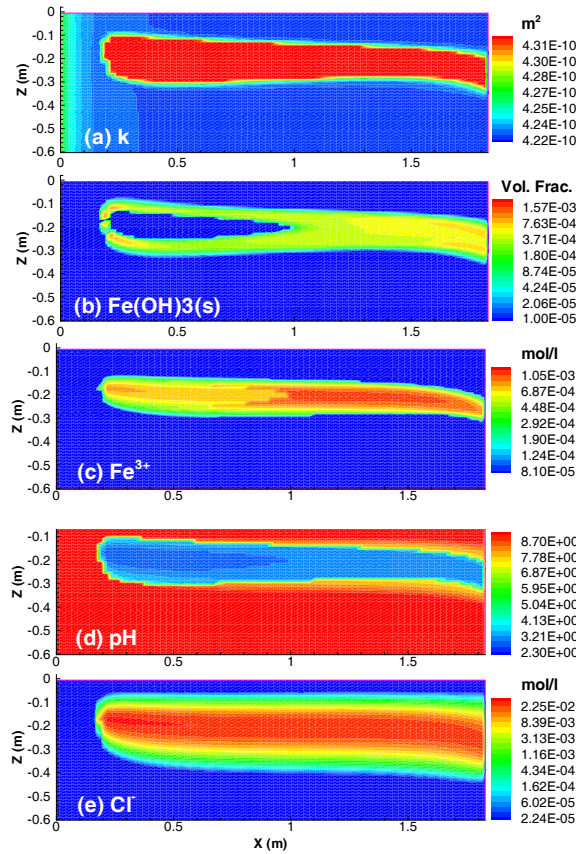 0
m²
-0.1
-0.2
-0.3
-0.4
-0.5
-0.6
Z (m)
(a) k
0.5
1
1.5
4.31E-10
4.30E-10
4.28E-10
4.27E-10
4.25E-10
4.24E-10
4.22E-10
0
Vol. Frac.
-0.1
-0.2
-0.3
-0.4
-0.5
-0.6
Z (m)
(b) Fe(OH)3(s)
0.5
1
1.5
1.57E-03
7.63E-04
3.71E-04
1.80E-04
8.74E-05
4.25E-05
2.06E-05
1.00E-05
0
mol/l
-0.1
-0.2
-0.3
-0.4
-0.5
-0.6
Z (m)
(c) Fe³⁺
0
0.5
1
1.5
1.05E-03
6.87E-04
4.48E-04
2.92E-04
1.90E-04
1.24E-04
8.10E-05
-0.1
-0.2
-0.3
-0.4
-0.5
-0.6
Z (m)
(d) pH
0.5
1
1.5
8.70E+00
7.78E+00
6.87E+00
5.95E+00
5.04E+00
4.13E+00
3.21E+00
2.30E+00
0
mol/l
-0.1
-0.2
-0.3
-0.4
-0.5
-0.6
Z (m)
(e) Cl⁻
0
0.5
1
1.5
X (m)
2.25E-02
8.39E-03
3.13E-03
1.16E-03
4.34E-04
1.62E-04
6.02E-05
2.24E-05